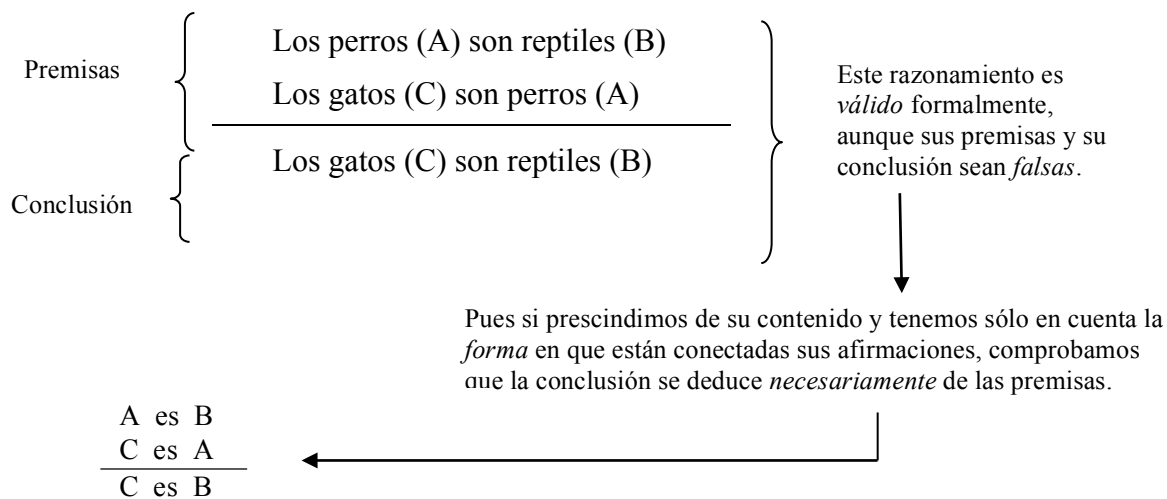 Premisas
Los perros (A) son reptiles (B)
Los gatos (C) son perros (A)
Los gatos (C) son reptiles (B)
Conclusión
Este razonamiento es
válido formalmente,
aunque sus premisas y su
conclusión sean falsas.
Pues si prescindimos de su contenido y tenemos sólo en cuenta la
forma en que están conectadas sus afirmaciones, comprobamos
que la conclusión se deduce necesariamente de las premisas.
A es B
C es A
C es B